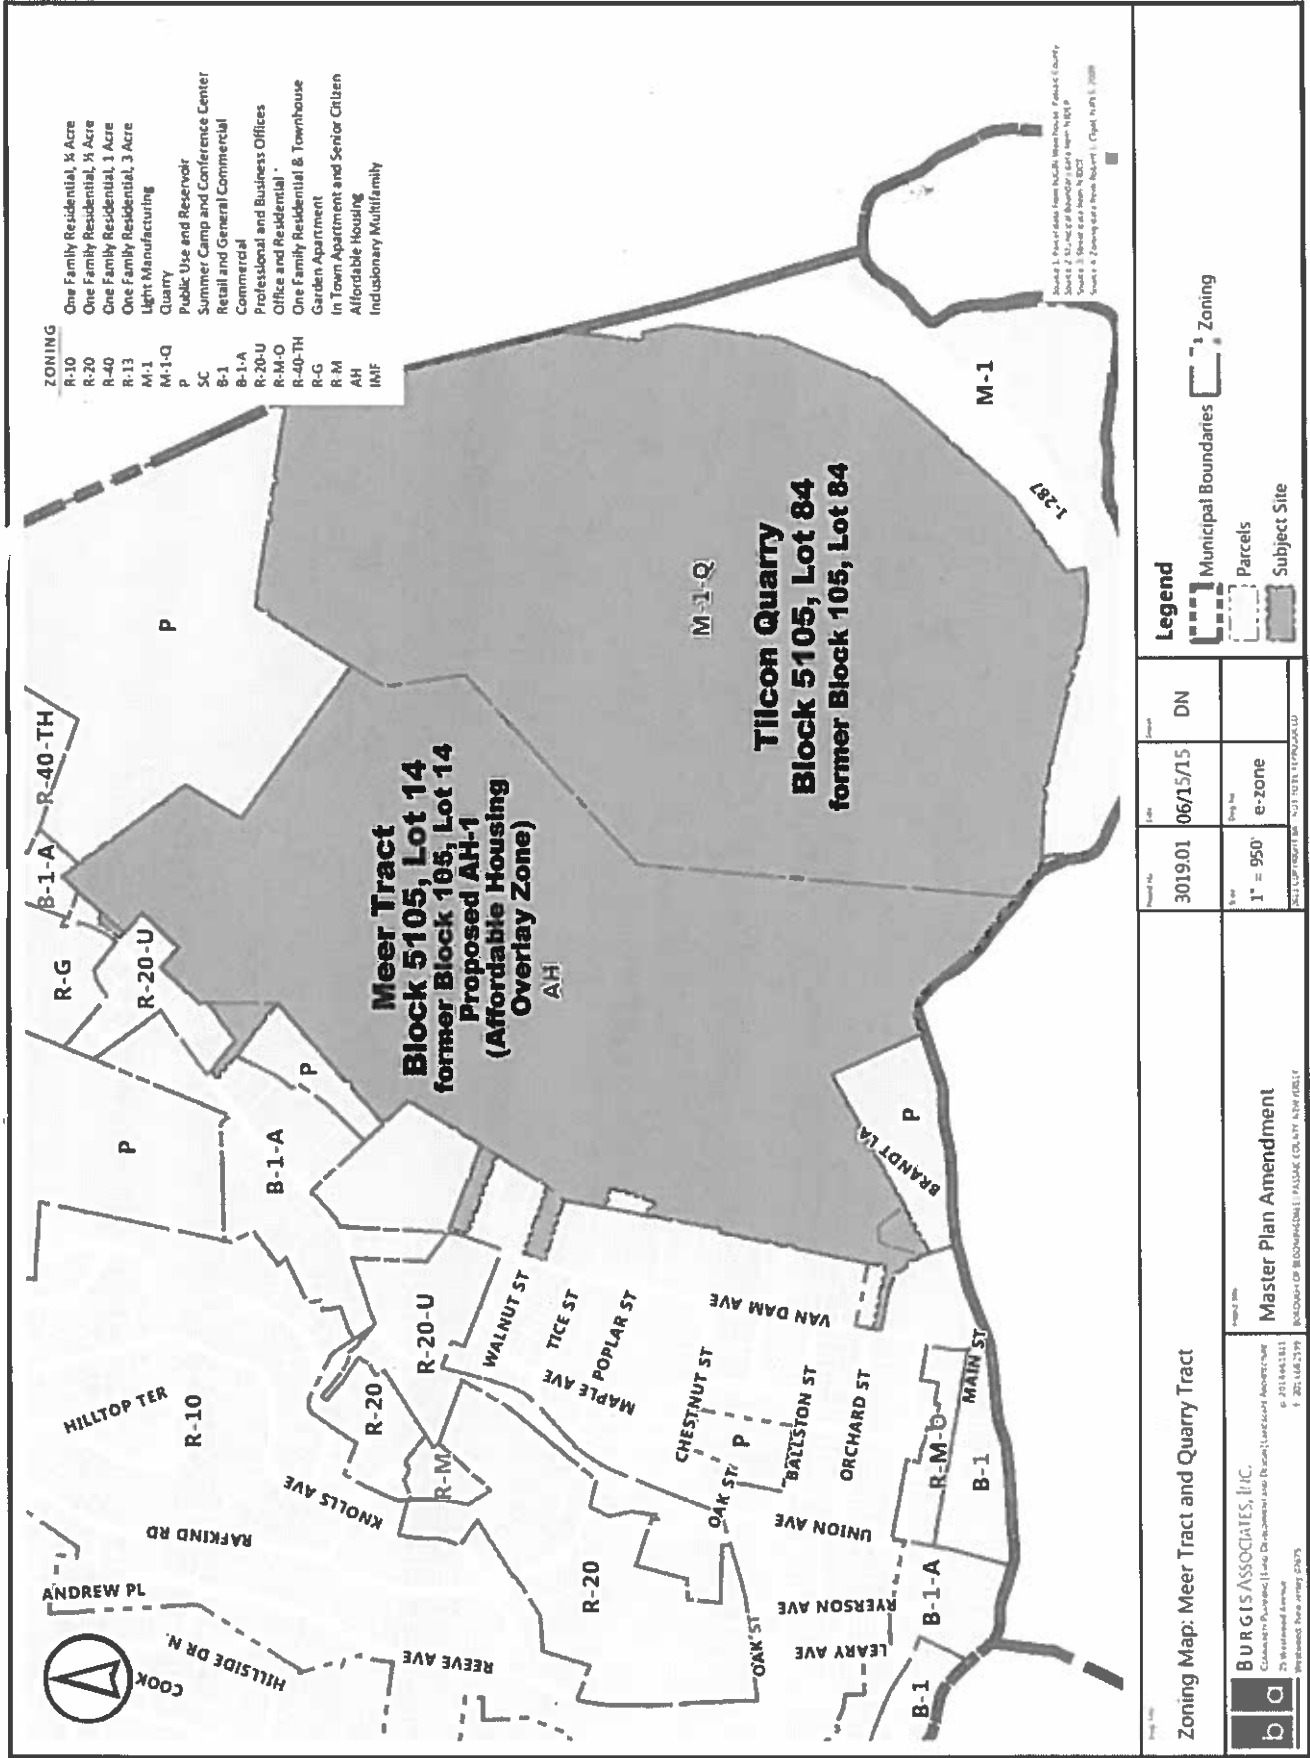 ZONING
R-10 One Family Residential, ¼ Acre
R-20 One Family Residential, ½ Acre
R-40 One Family Residential, 1 Acre
R-13 One Family Residential, 3 Acre
M-1 Light Manufacturing
M-1-Q Quarry
P Public Use and Reservoir
SC Summer Camp and Conference Center
B-1 Retail and General Commercial
B-1-A Commercial
R-20-U Professional and Business Offices
R-M-O Office and Residential
R-40-TH One Family Residential & Townhouse
R-G Garden Apartment
R-M In Town Apartment and Senior Citizen
AH Affordable Housing
IMF Inclusionary Multifamily
ANDREW PL
COOK
HILLSIDE DR N.
RAFKIND RD
HILLTOP TER
R-10
KNOLLS AVE
REEVE AVE
P
R-G
B-1-A
R-40-TH
R-20-U
P
P
B-1-A
R-20
R-20-U
R-M
R-20
WALNUT ST
TICE ST
POPLAR ST
MAPLE AVE
VAN DAM AVE
CHESTNUT ST
P
BALLSTON ST
ORCHARD ST
OAK ST
OAK ST
UNION AVE
RYERSON AVE
LEARY AVE
R-M-O
MAIN ST
B-1
B-1-A
B-1
BRANDT LA
P
Meer Tract
Block 5105, Lot 14
former Block 105, Lot 14
Proposed AH-1
(Affordable Housing
Overlay Zone)
AH
M-1-Q
Tilcon Quarry
Block 5105, Lot 84
former Block 105, Lot 84
I-287
M-1
Zoning Map: Meer Tract and Quarry Tract
3019.01
06/15/15
DN
Legend
Municipal Boundaries
Zoning
Parcels
Subject Site
ba
BURGIS ASSOCIATES, INC.
Master Plan Amendment
1" = 950'
e-zone